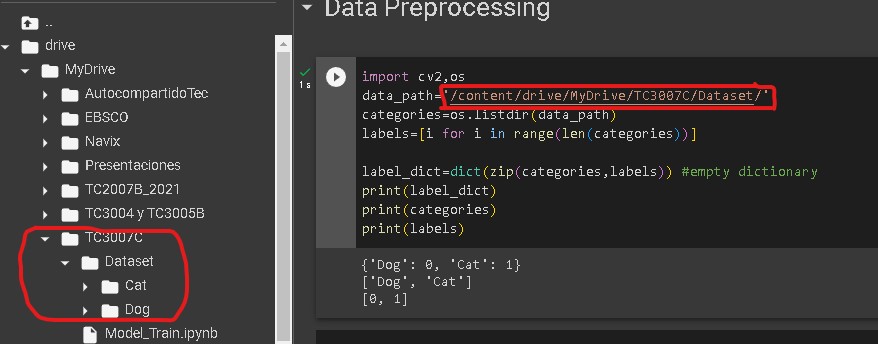 ..
drive
MyDrive
AutocompartidoTec
EBSCO
Navix
Presentaciones
TC2007B_2021
TC3004 y TC3005B
TC3007C
Dataset
Cat
Dog
Model_Train.ipynb
Data Preprocessing
1s
import cv2,os
data_path='/content/drive/MyDrive/TC3007C/Dataset/'
categories=os.listdir(data_path)
labels=[i for i in range(len(categories))]
label_dict=dict(zip(categories,labels)) #empty dictionary
print(label_dict)
print(categories)
print(labels)
{'Dog': 0, 'Cat': 1}
['Dog', 'Cat']
[0, 1]